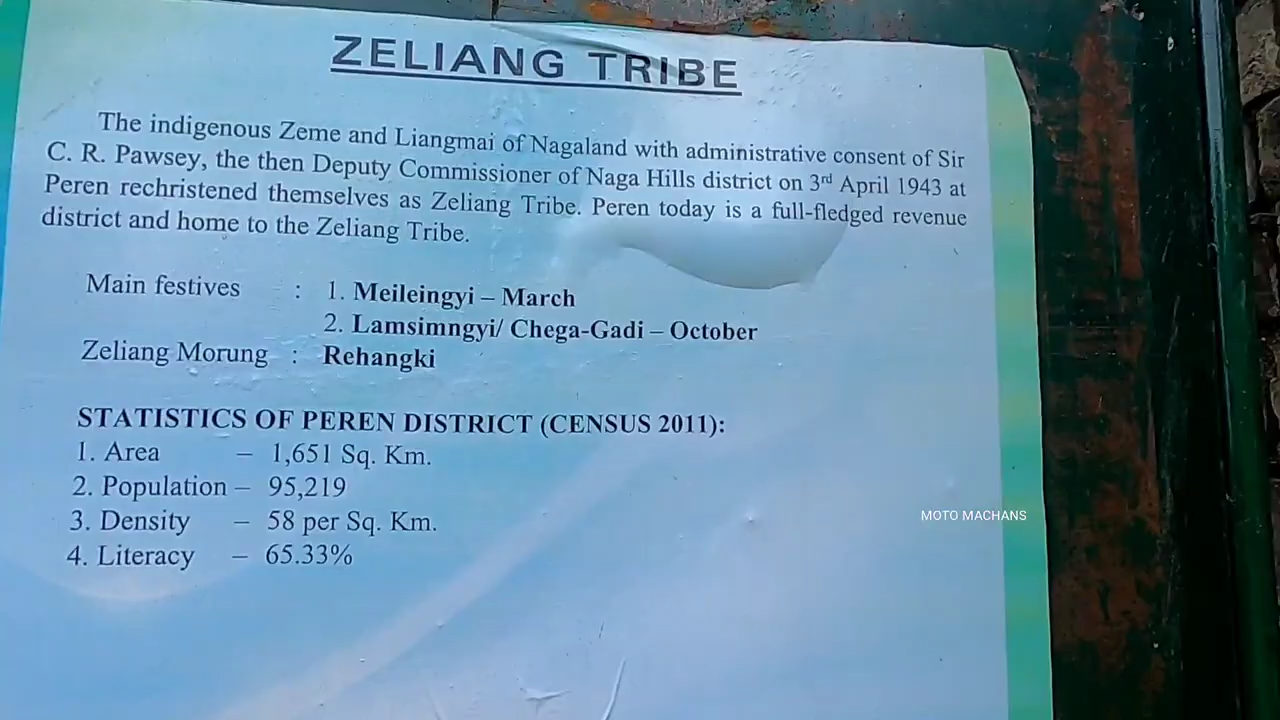 ZELIANG TRIBE
The indigenous Zeme and Liangmai of Nagaland with administrative consent of Sir
C. R. Pawsey, the then Deputy Commissioner of Naga Hills district on 3rd April 1943 at
Peren rechristened themselves as Zeliang Tribe. Peren today is a full-fledged revenue
district and home to the Zeliang Tribe.
Main festives : 1. Meileingyi – March
2. Lamsimngyi/ Chega-Gadi – October
Zeliang Morung : Rehangki
STATISTICS OF PEREN DISTRICT (CENSUS 2011):
1. Area – 1,651 Sq. Km.
2. Population – 95,219
3. Density – 58 per Sq. Km.
4. Literacy – 65.33%
MOTO MACHANS